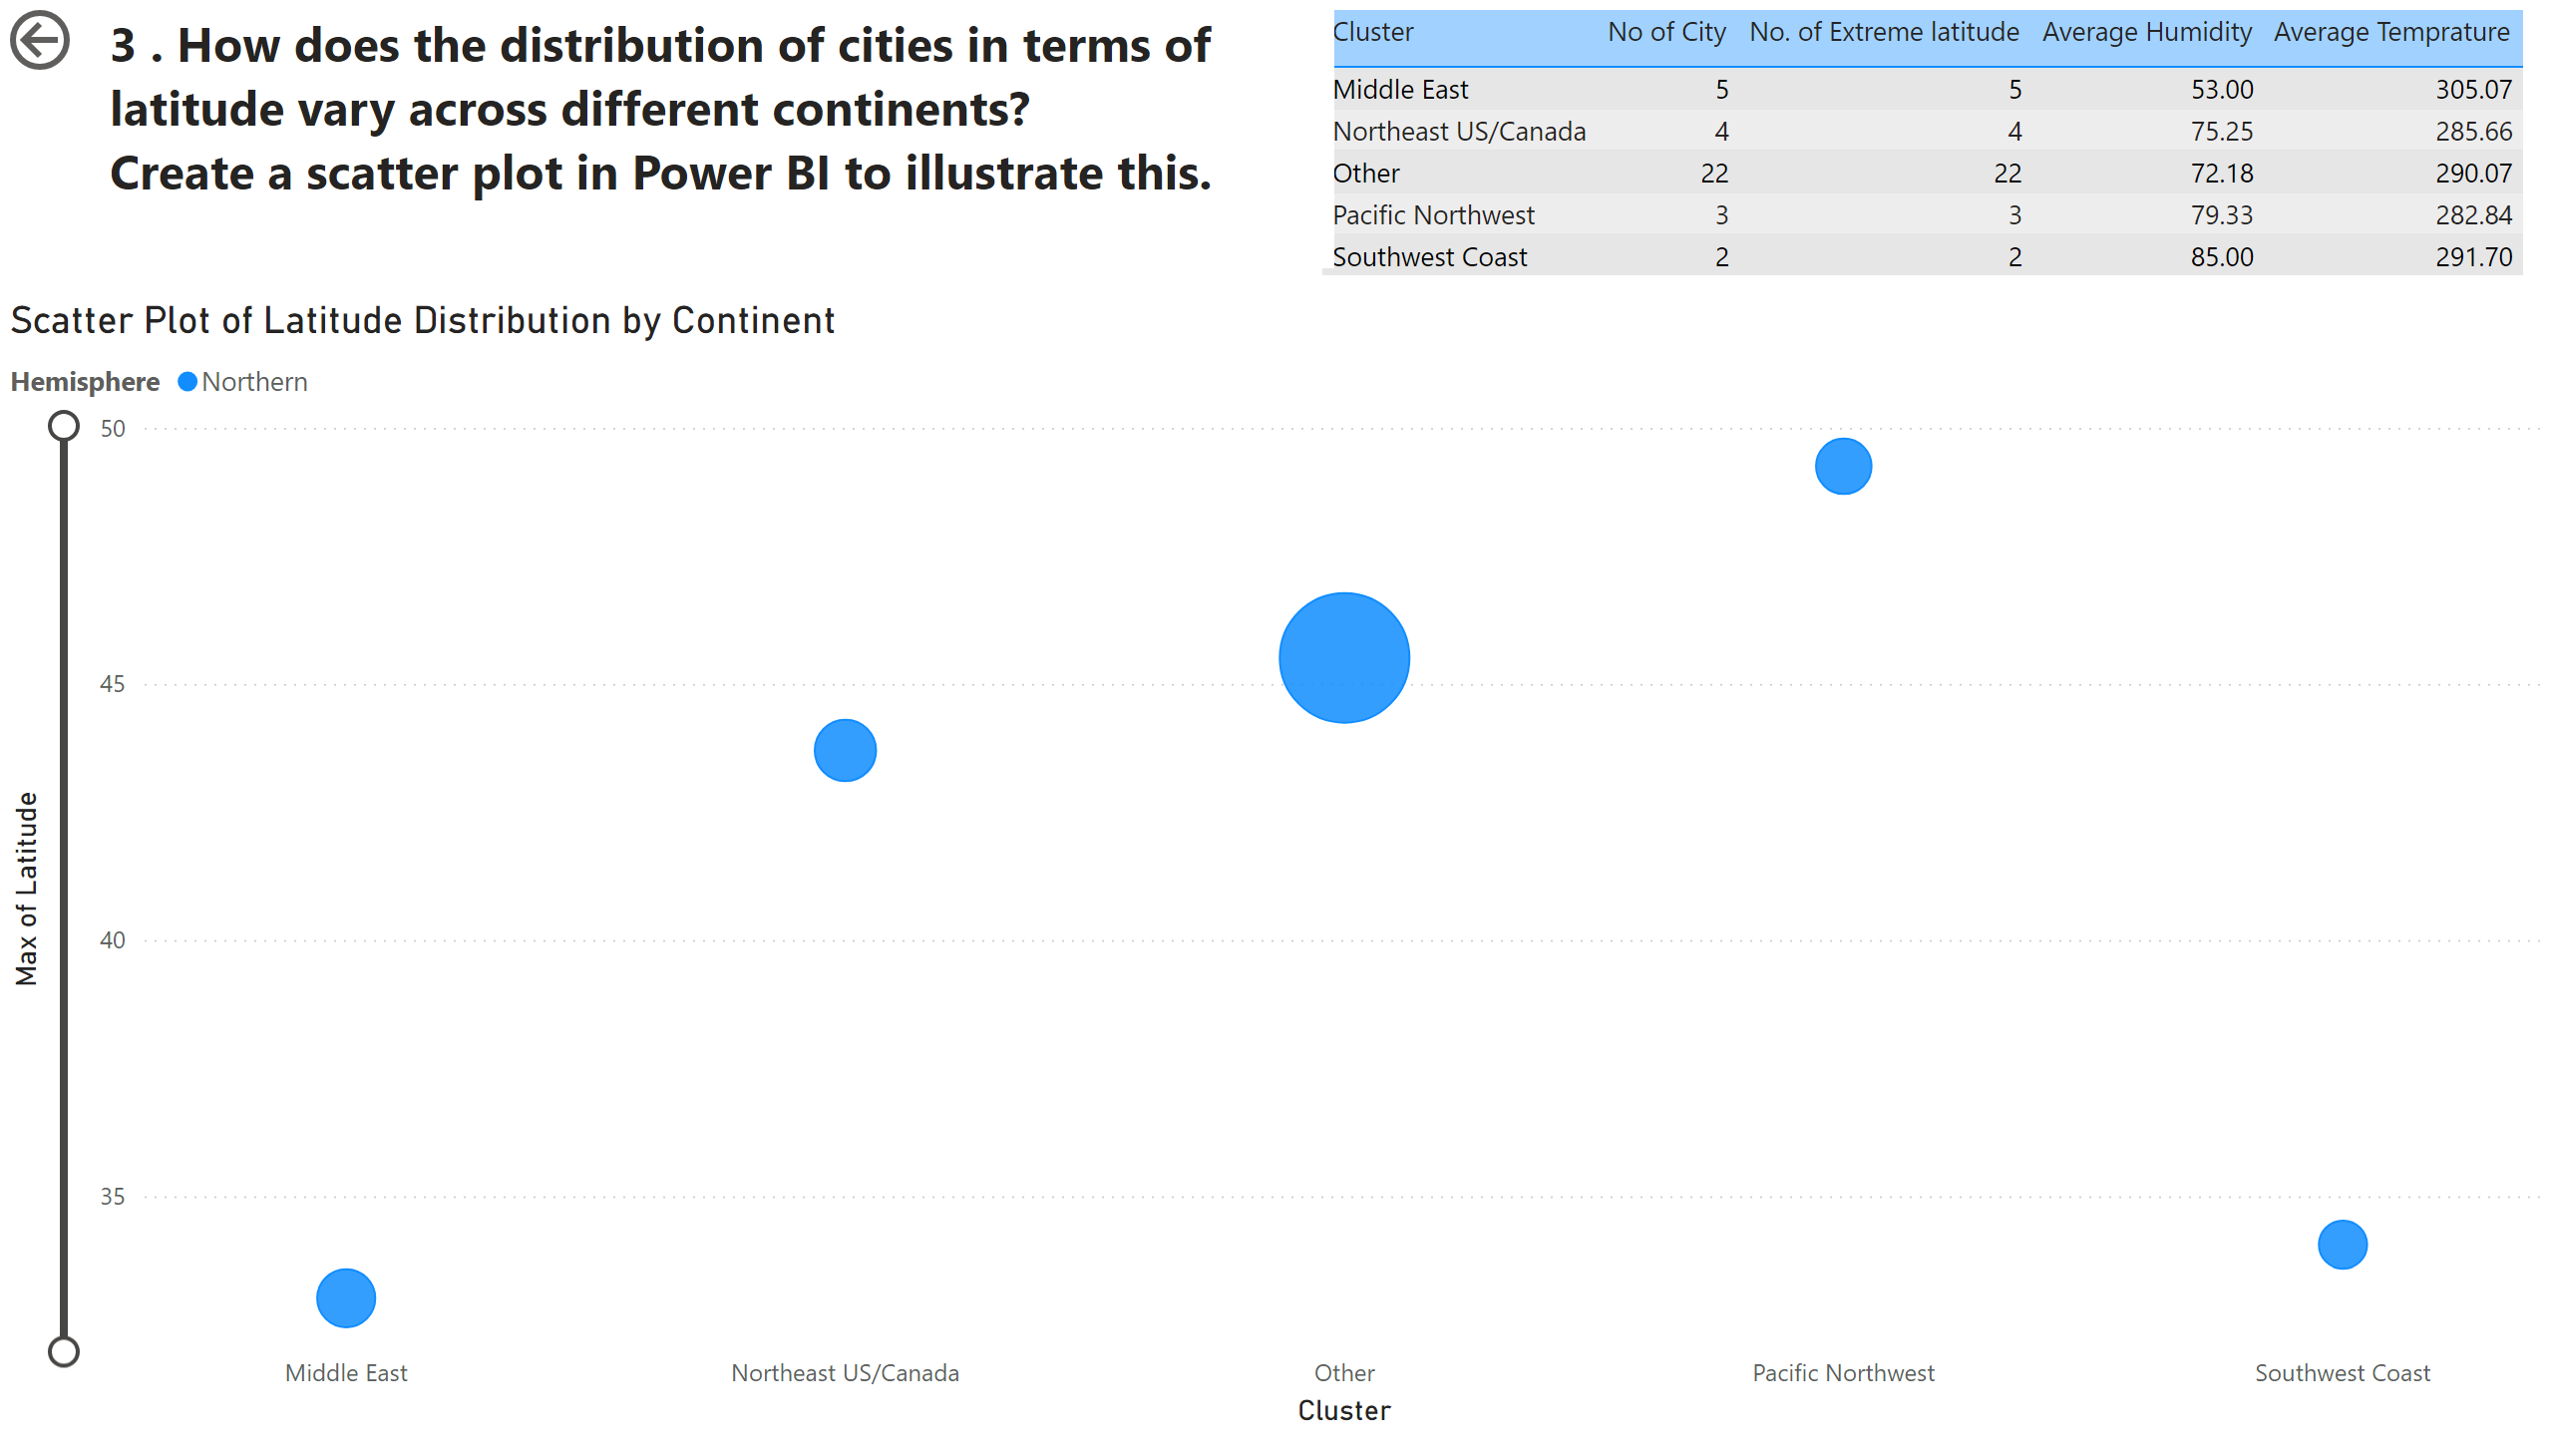 3 . How does the distribution of cities in terms of
latitude vary across different continents?
Create a scatter plot in Power BI to illustrate this.
Cluster No of City No. of Extreme latitude Average Humidity Average Temprature
Middle East 5 5 53.00 305.07
Northeast US/Canada 4 4 75.25 285.66
Other 22 22 72.18 290.07
Pacific Northwest 3 3 79.33 282.84
Southwest Coast 2 2 85.00 291.70
Scatter Plot of Latitude Distribution by Continent
Hemisphere Northern
50
45
40
35
Max of Latitude
Middle East Northeast US/Canada Other Pacific Northwest Southwest Coast
Cluster